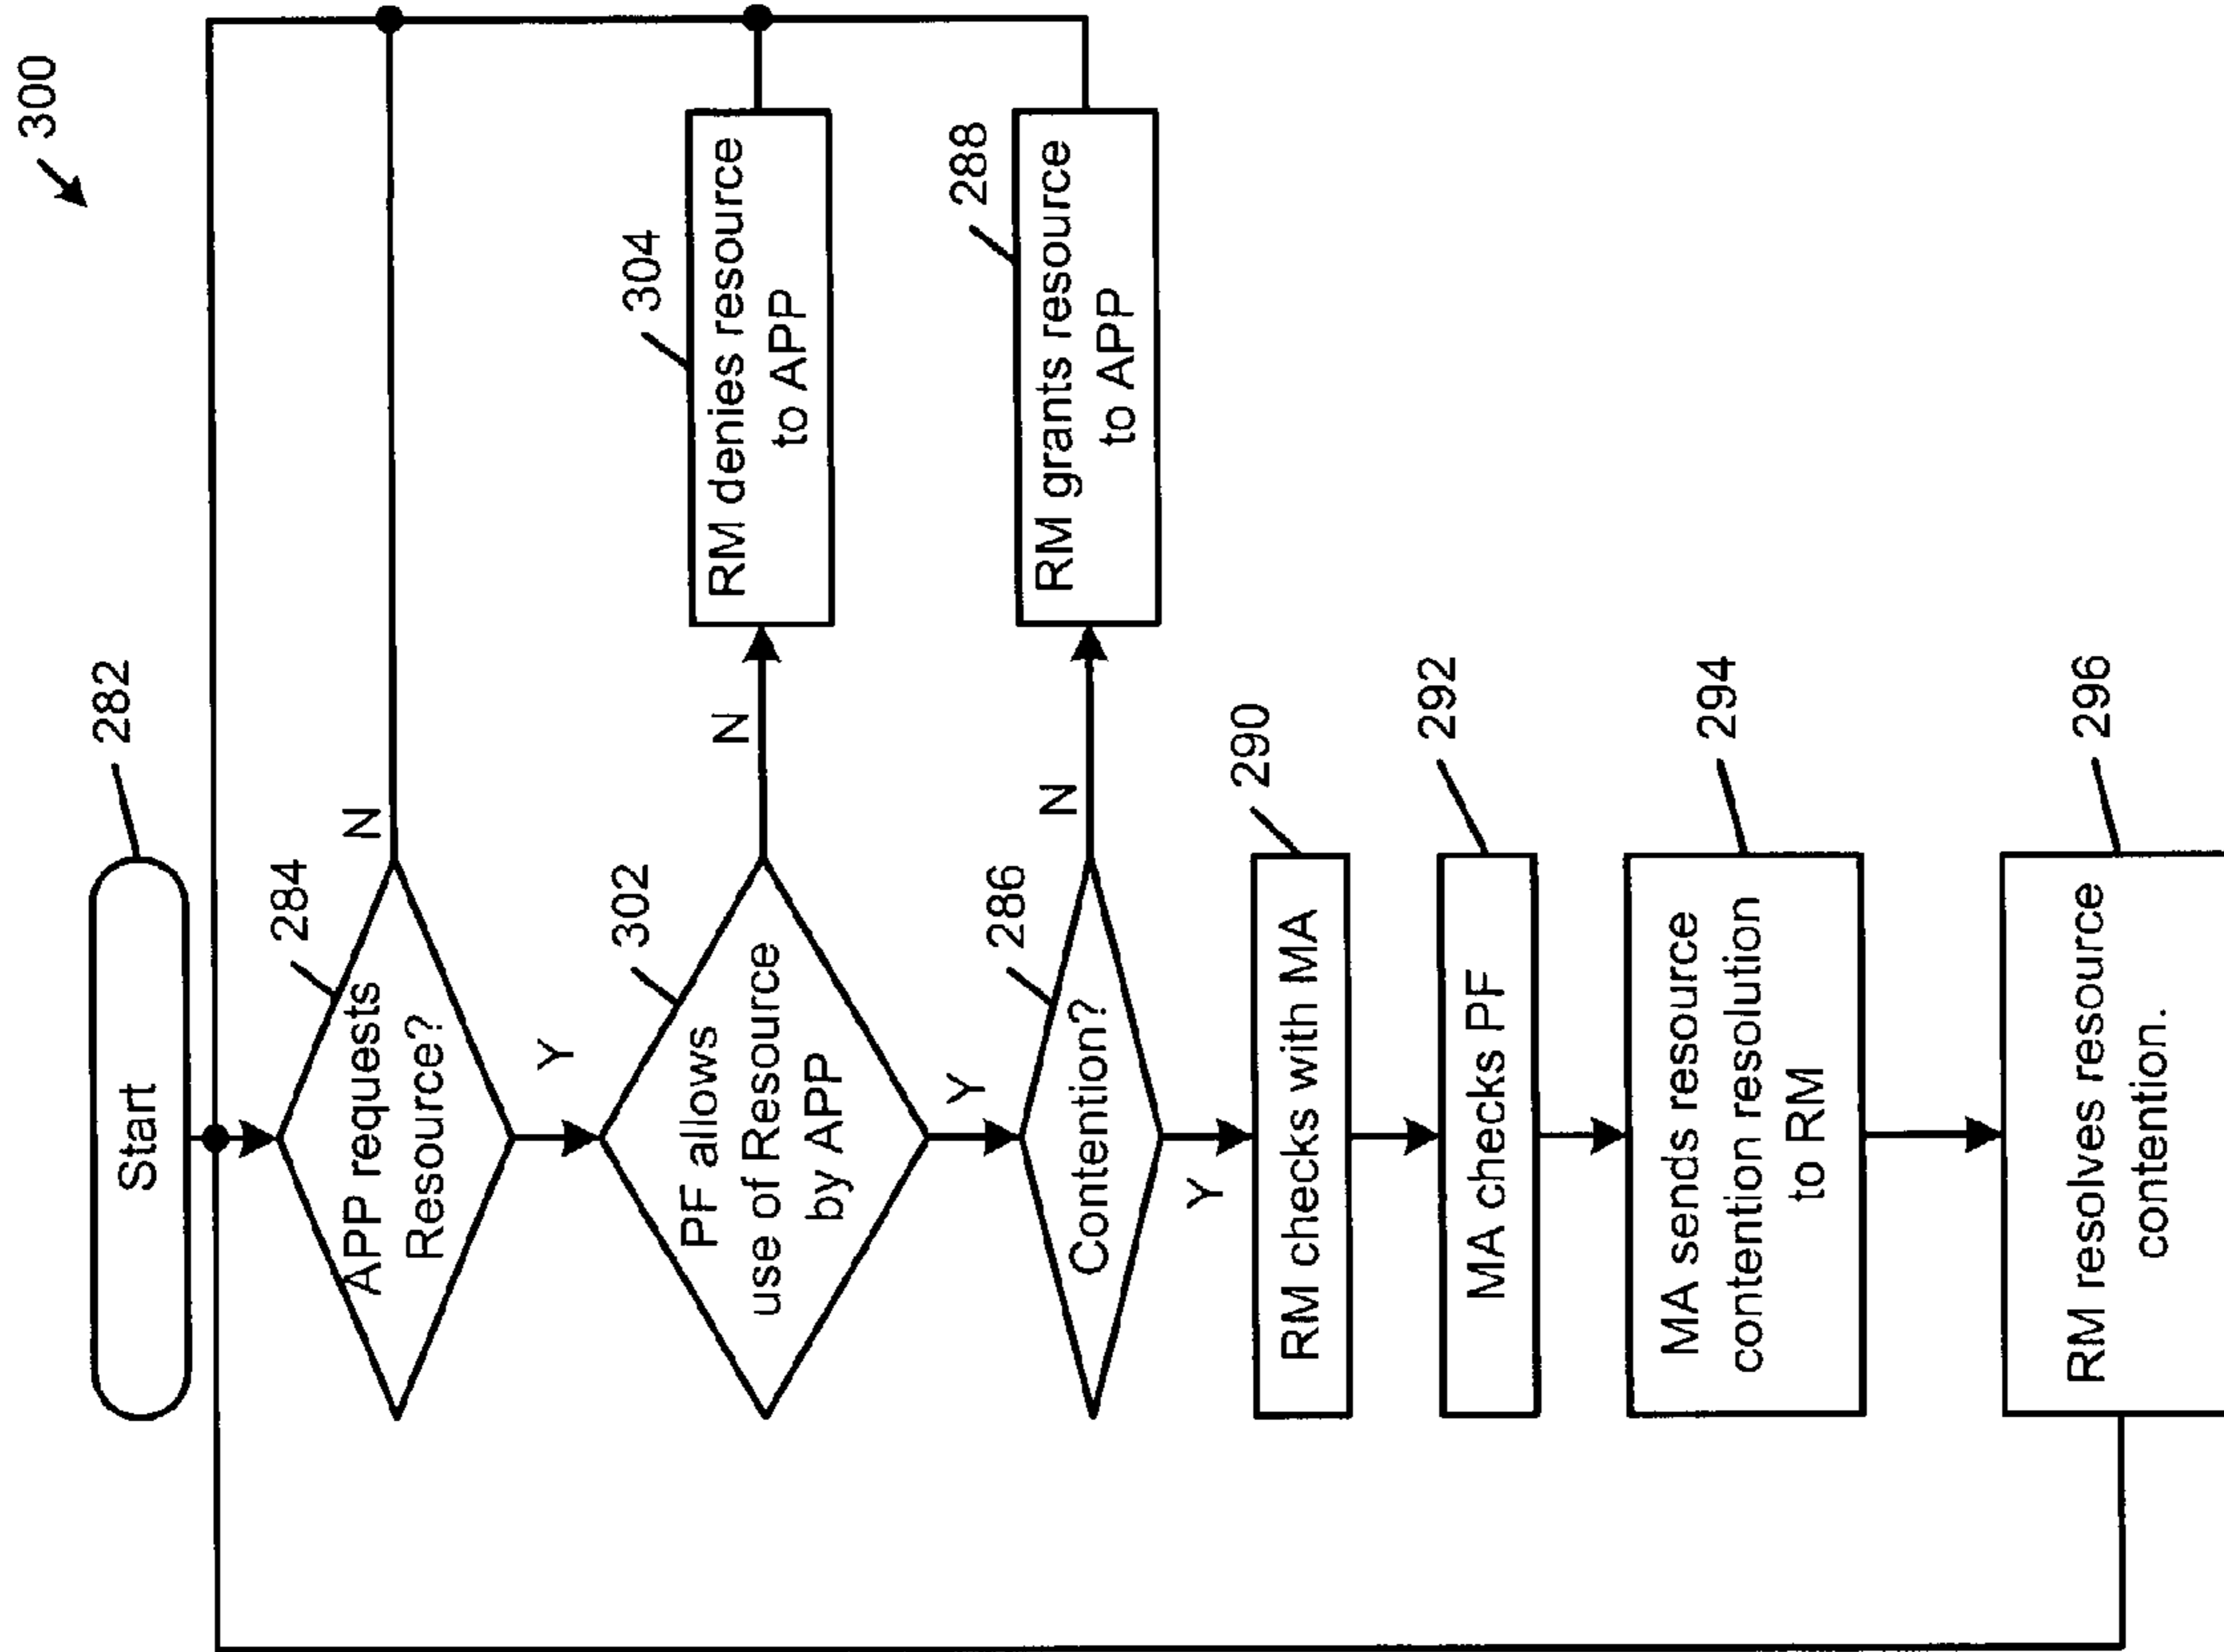 300
Start
282
APP requests
Resource?
284
N
Y
PF allows
use of Resource
by APP
302
N
RM denies resource
to APP
304
Y
Contention?
286
N
RM grants resource
to APP
288
Y
RM checks with MA
290
MA checks PF
292
MA sends resource
contention resolution
to RM
294
RM resolves resource
contention.
296